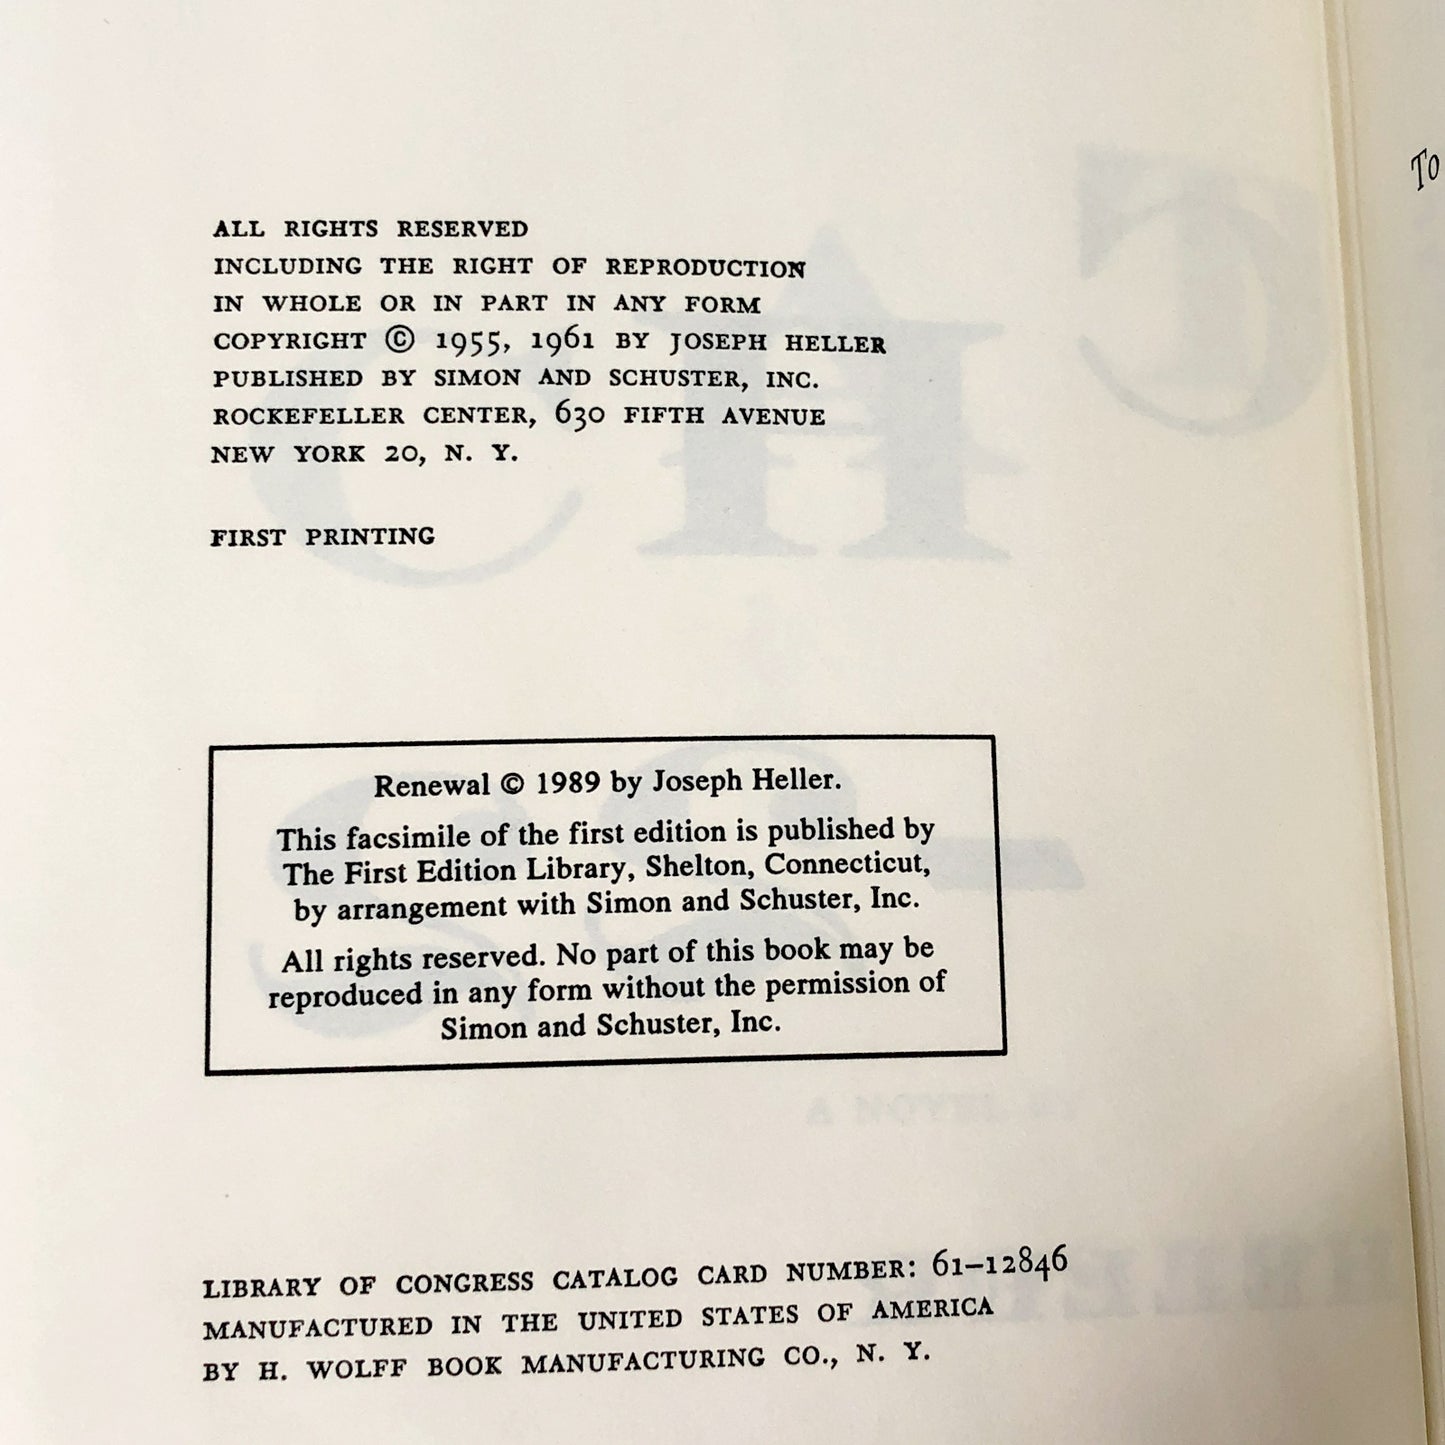 ALL RIGHTS RESERVED
INCLUDING THE RIGHT OF REPRODUCTION
IN WHOLE OR IN PART IN ANY FORM
COPYRIGHT © 1955, 1961 BY JOSEPH HELLER
PUBLISHED BY SIMON AND SCHUSTER, INC.
ROCKEFELLER CENTER, 630 FIFTH AVENUE
NEW YORK 20, N. Y.
FIRST PRINTING
Renewal © 1989 by Joseph Heller.
This facsimile of the first edition is published by
The First Edition Library, Shelton, Connecticut,
by arrangement with Simon and Schuster, Inc.
All rights reserved. No part of this book may be
reproduced in any form without the permission of
Simon and Schuster, Inc.
LIBRARY OF CONGRESS CATALOG CARD NUMBER: 61–12846
MANUFACTURED IN THE UNITED STATES OF AMERICA
BY H. WOLFF BOOK MANUFACTURING CO., N. Y.
To